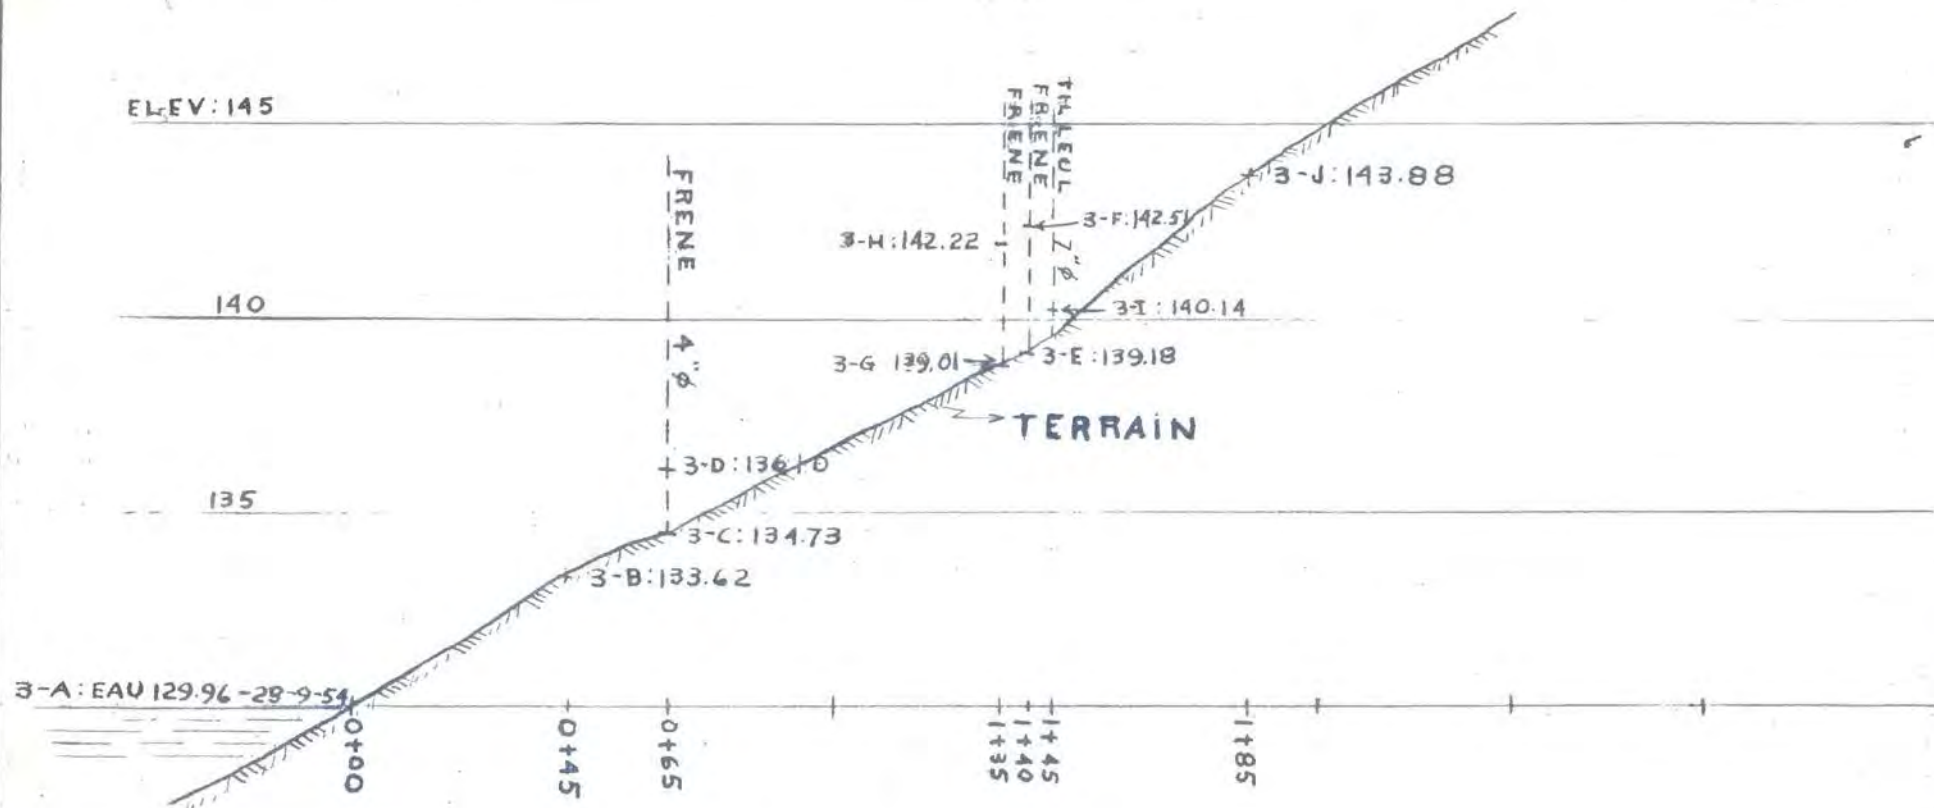 ELEV:145
FRENE 4"ø
FRENE
FRENE
TILLEUL 2"ø
3-J:143.88
3-F:142.51
3-H:142.22
140
3-I:140.14
3-G 139.01
3-E:139.18
TERRAIN
3-D:136.10
135
3-C:134.73
3-B:133.62
3-A:EAU 129.96-28-9-54
0+00
0+45
0+65
1+35
1+40
1+45
1+85